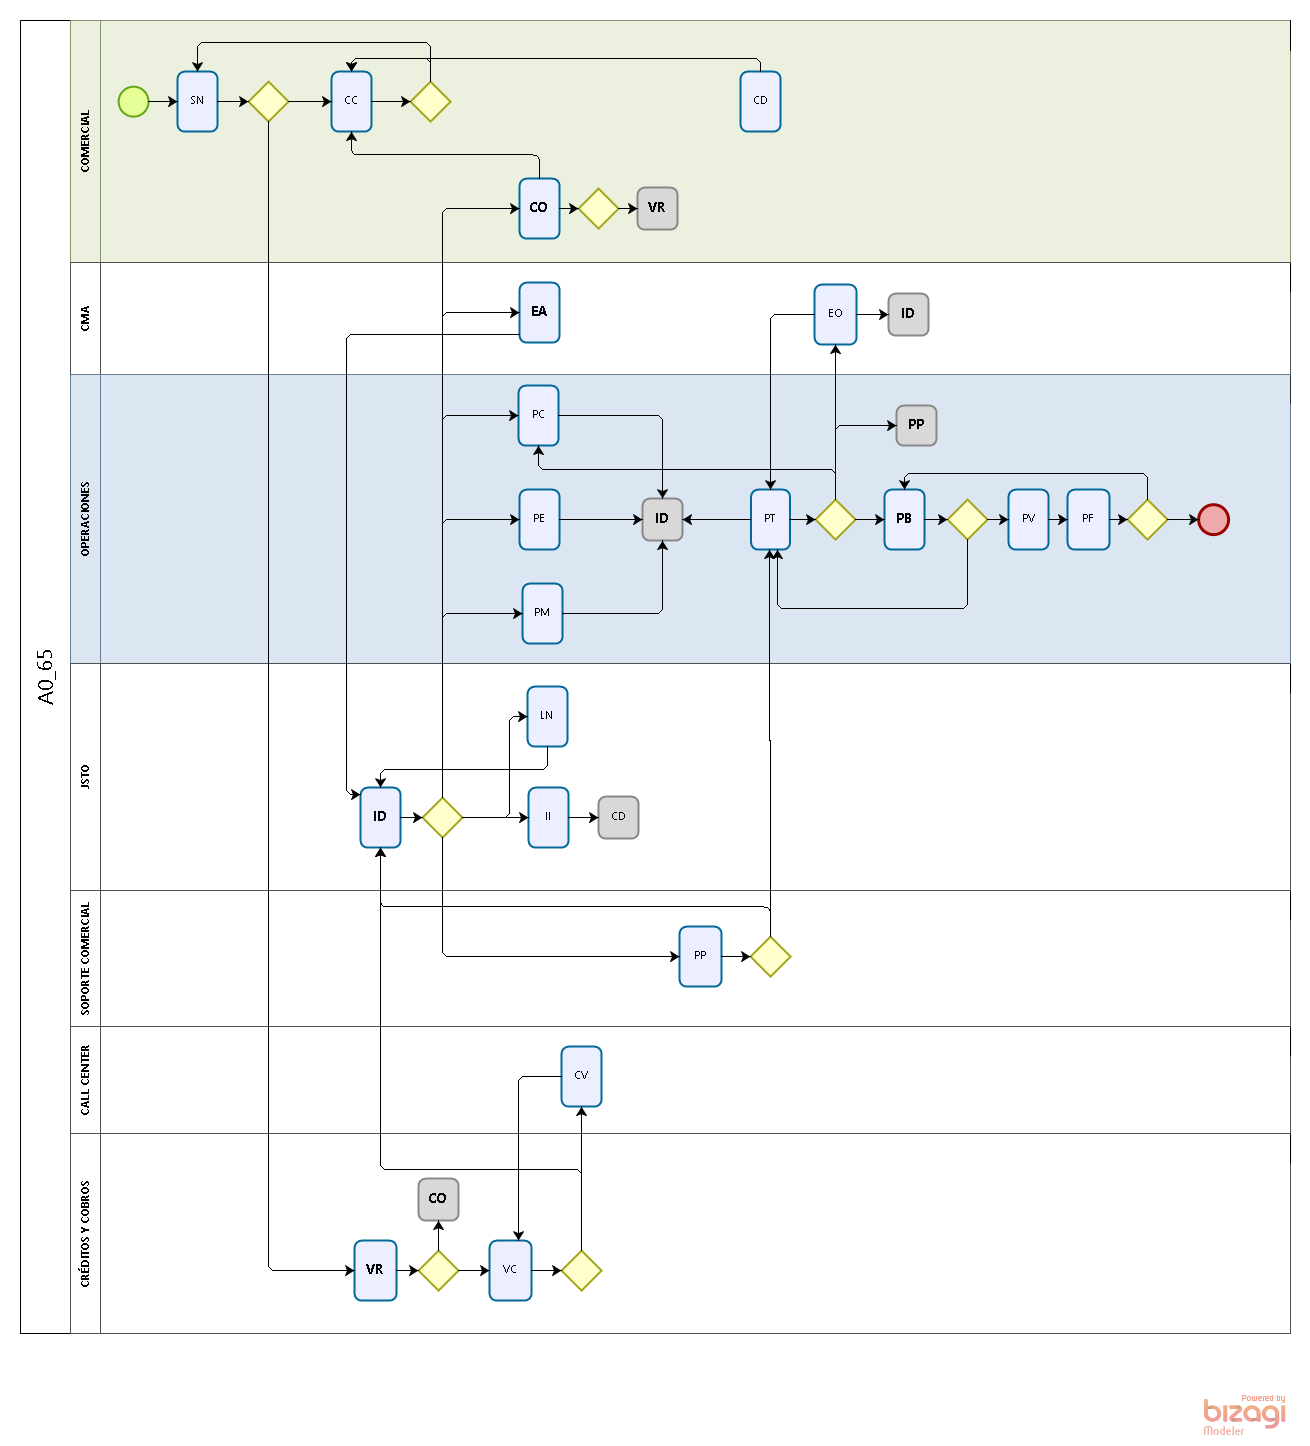 A0_65
COMERCIAL
SN
CC
CD
CO
VR
CMA
EA
EO
ID
OPERACIONES
PC
PP
PE
ID
PT
PB
PV
PF
PM
JSTO
LN
ID
II
CD
SOPORTE COMERCIAL
PP
CALL CENTER
CV
CRÉDITOS Y COBROS
CO
VR
VC
Powered by
bizagi
Modeler